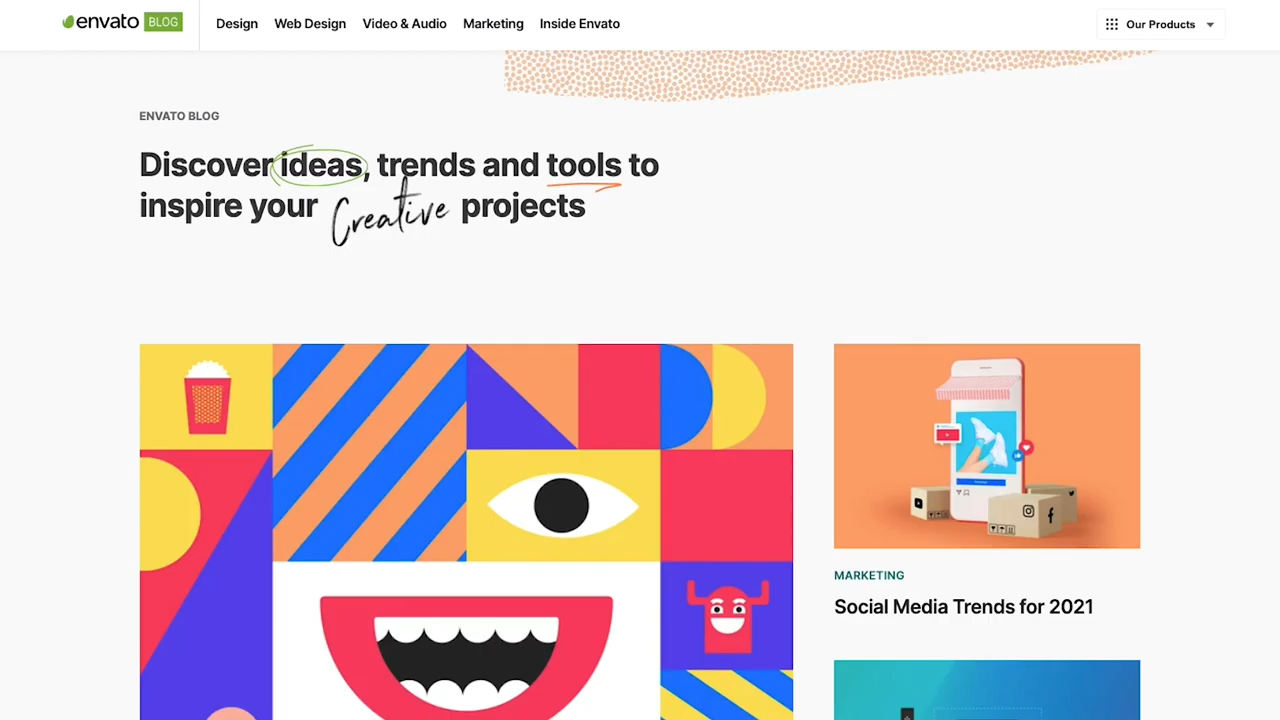 envato BLOG
Design Web Design Video & Audio Marketing Inside Envato
Our Products
ENVATO BLOG
Discover ideas, trends and tools to
inspire your Creative projects
MARKETING
Social Media Trends for 2021